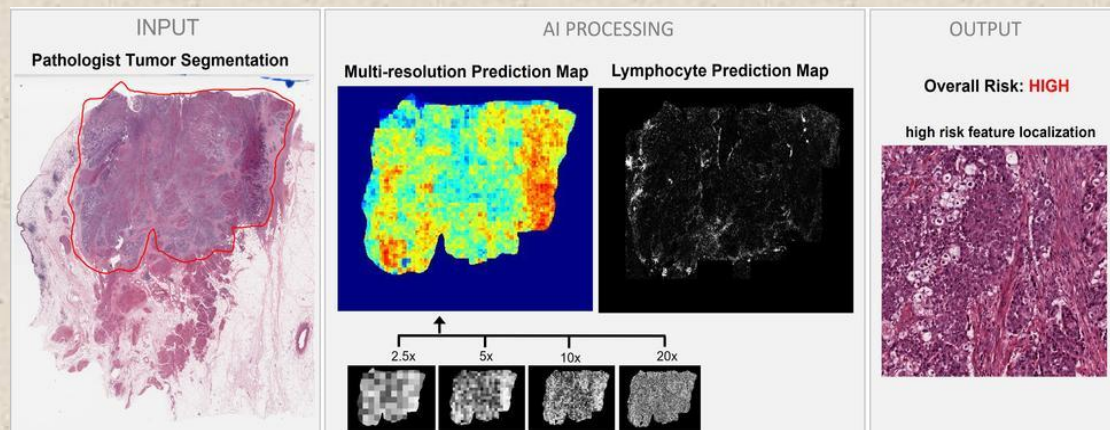 INPUT
Pathologist Tumor Segmentation
AI PROCESSING
Multi-resolution Prediction Map
Lymphocyte Prediction Map
2.5x
5x
10x
20x
OUTPUT
Overall Risk: HIGH
high risk feature localization